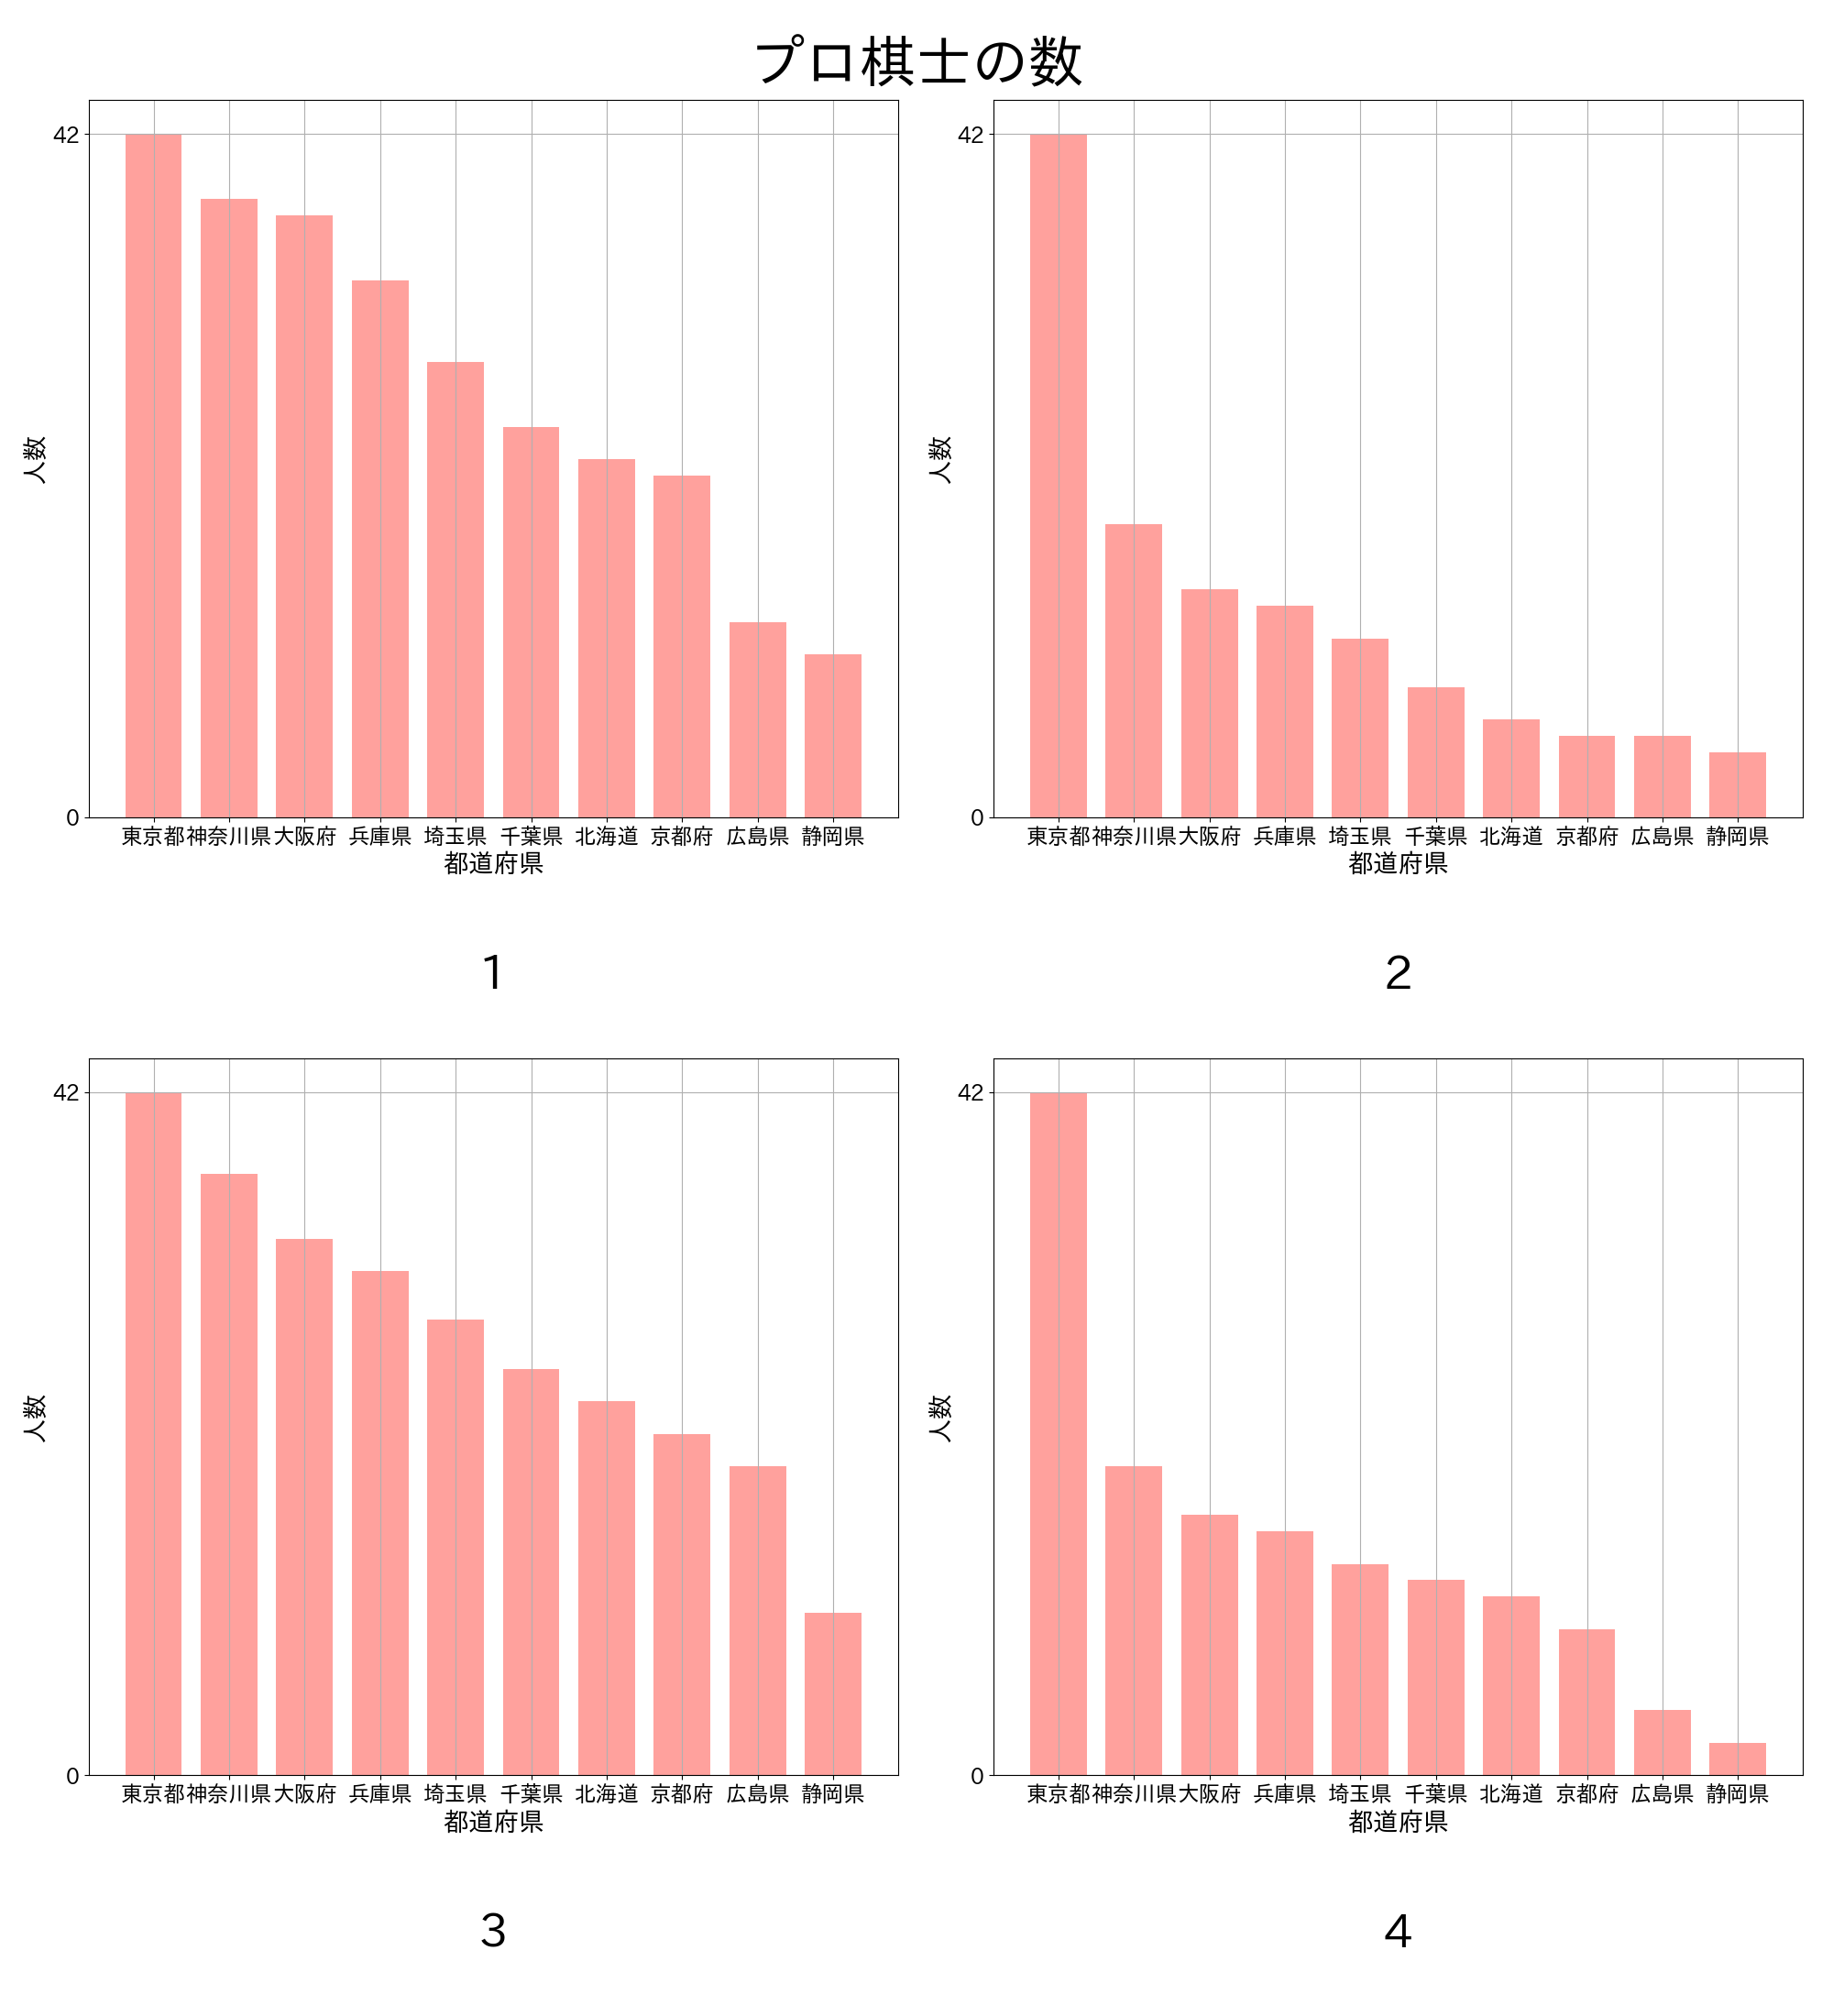 プロ棋士の数
42
0
人数
東京都 神奈川県 大阪府 兵庫県 埼玉県 千葉県 北海道 京都府 広島県 静岡県
都道府県
1
42
0
人数
東京都 神奈川県 大阪府 兵庫県 埼玉県 千葉県 北海道 京都府 広島県 静岡県
都道府県
2
42
0
人数
東京都 神奈川県 大阪府 兵庫県 埼玉県 千葉県 北海道 京都府 広島県 静岡県
都道府県
3
42
0
人数
東京都 神奈川県 大阪府 兵庫県 埼玉県 千葉県 北海道 京都府 広島県 静岡県
都道府県
4